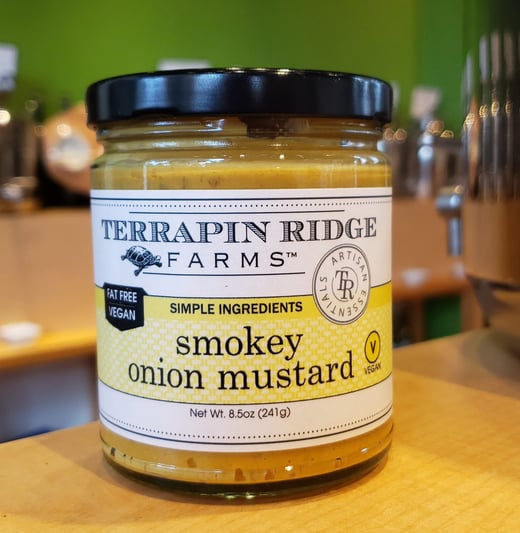 TERRAPIN RIDGE
FARMS™
ARTISAN ESSENTIALS
TR
FAT FREE
VEGAN
SIMPLE INGREDIENTS
smokey
onion mustard
V
VEGAN
Net Wt. 8.5oz (241g)